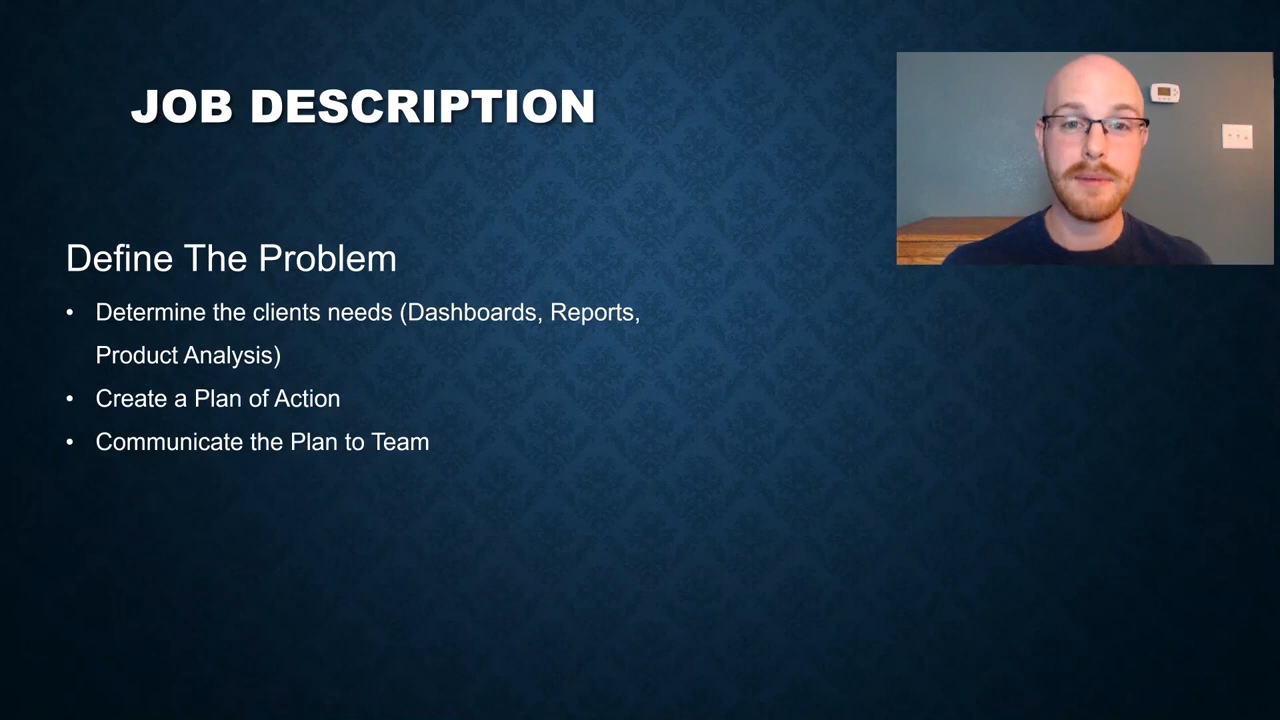 JOB DESCRIPTION
Define The Problem
• Determine the clients needs (Dashboards, Reports,
Product Analysis)
• Create a Plan of Action
• Communicate the Plan to Team